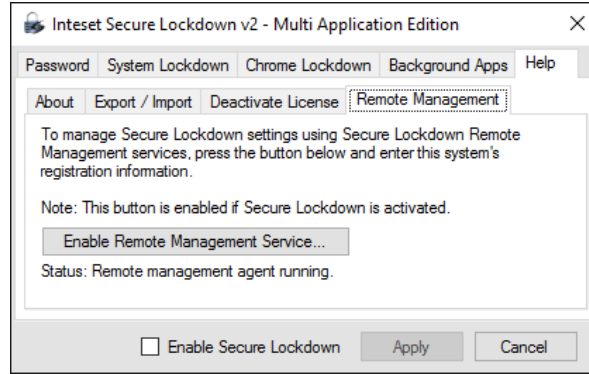 Inteset Secure Lockdown v2 - Multi Application Edition
Password System Lockdown Chrome Lockdown Background Apps Help
About Export / Import Deactivate License Remote Management
To manage Secure Lockdown settings using Secure Lockdown Remote
Management services, press the button below and enter this system's
registration information.
Note: This button is enabled if Secure Lockdown is activated.
Enable Remote Management Service...
Status: Remote management agent running.
Enable Secure Lockdown Apply Cancel